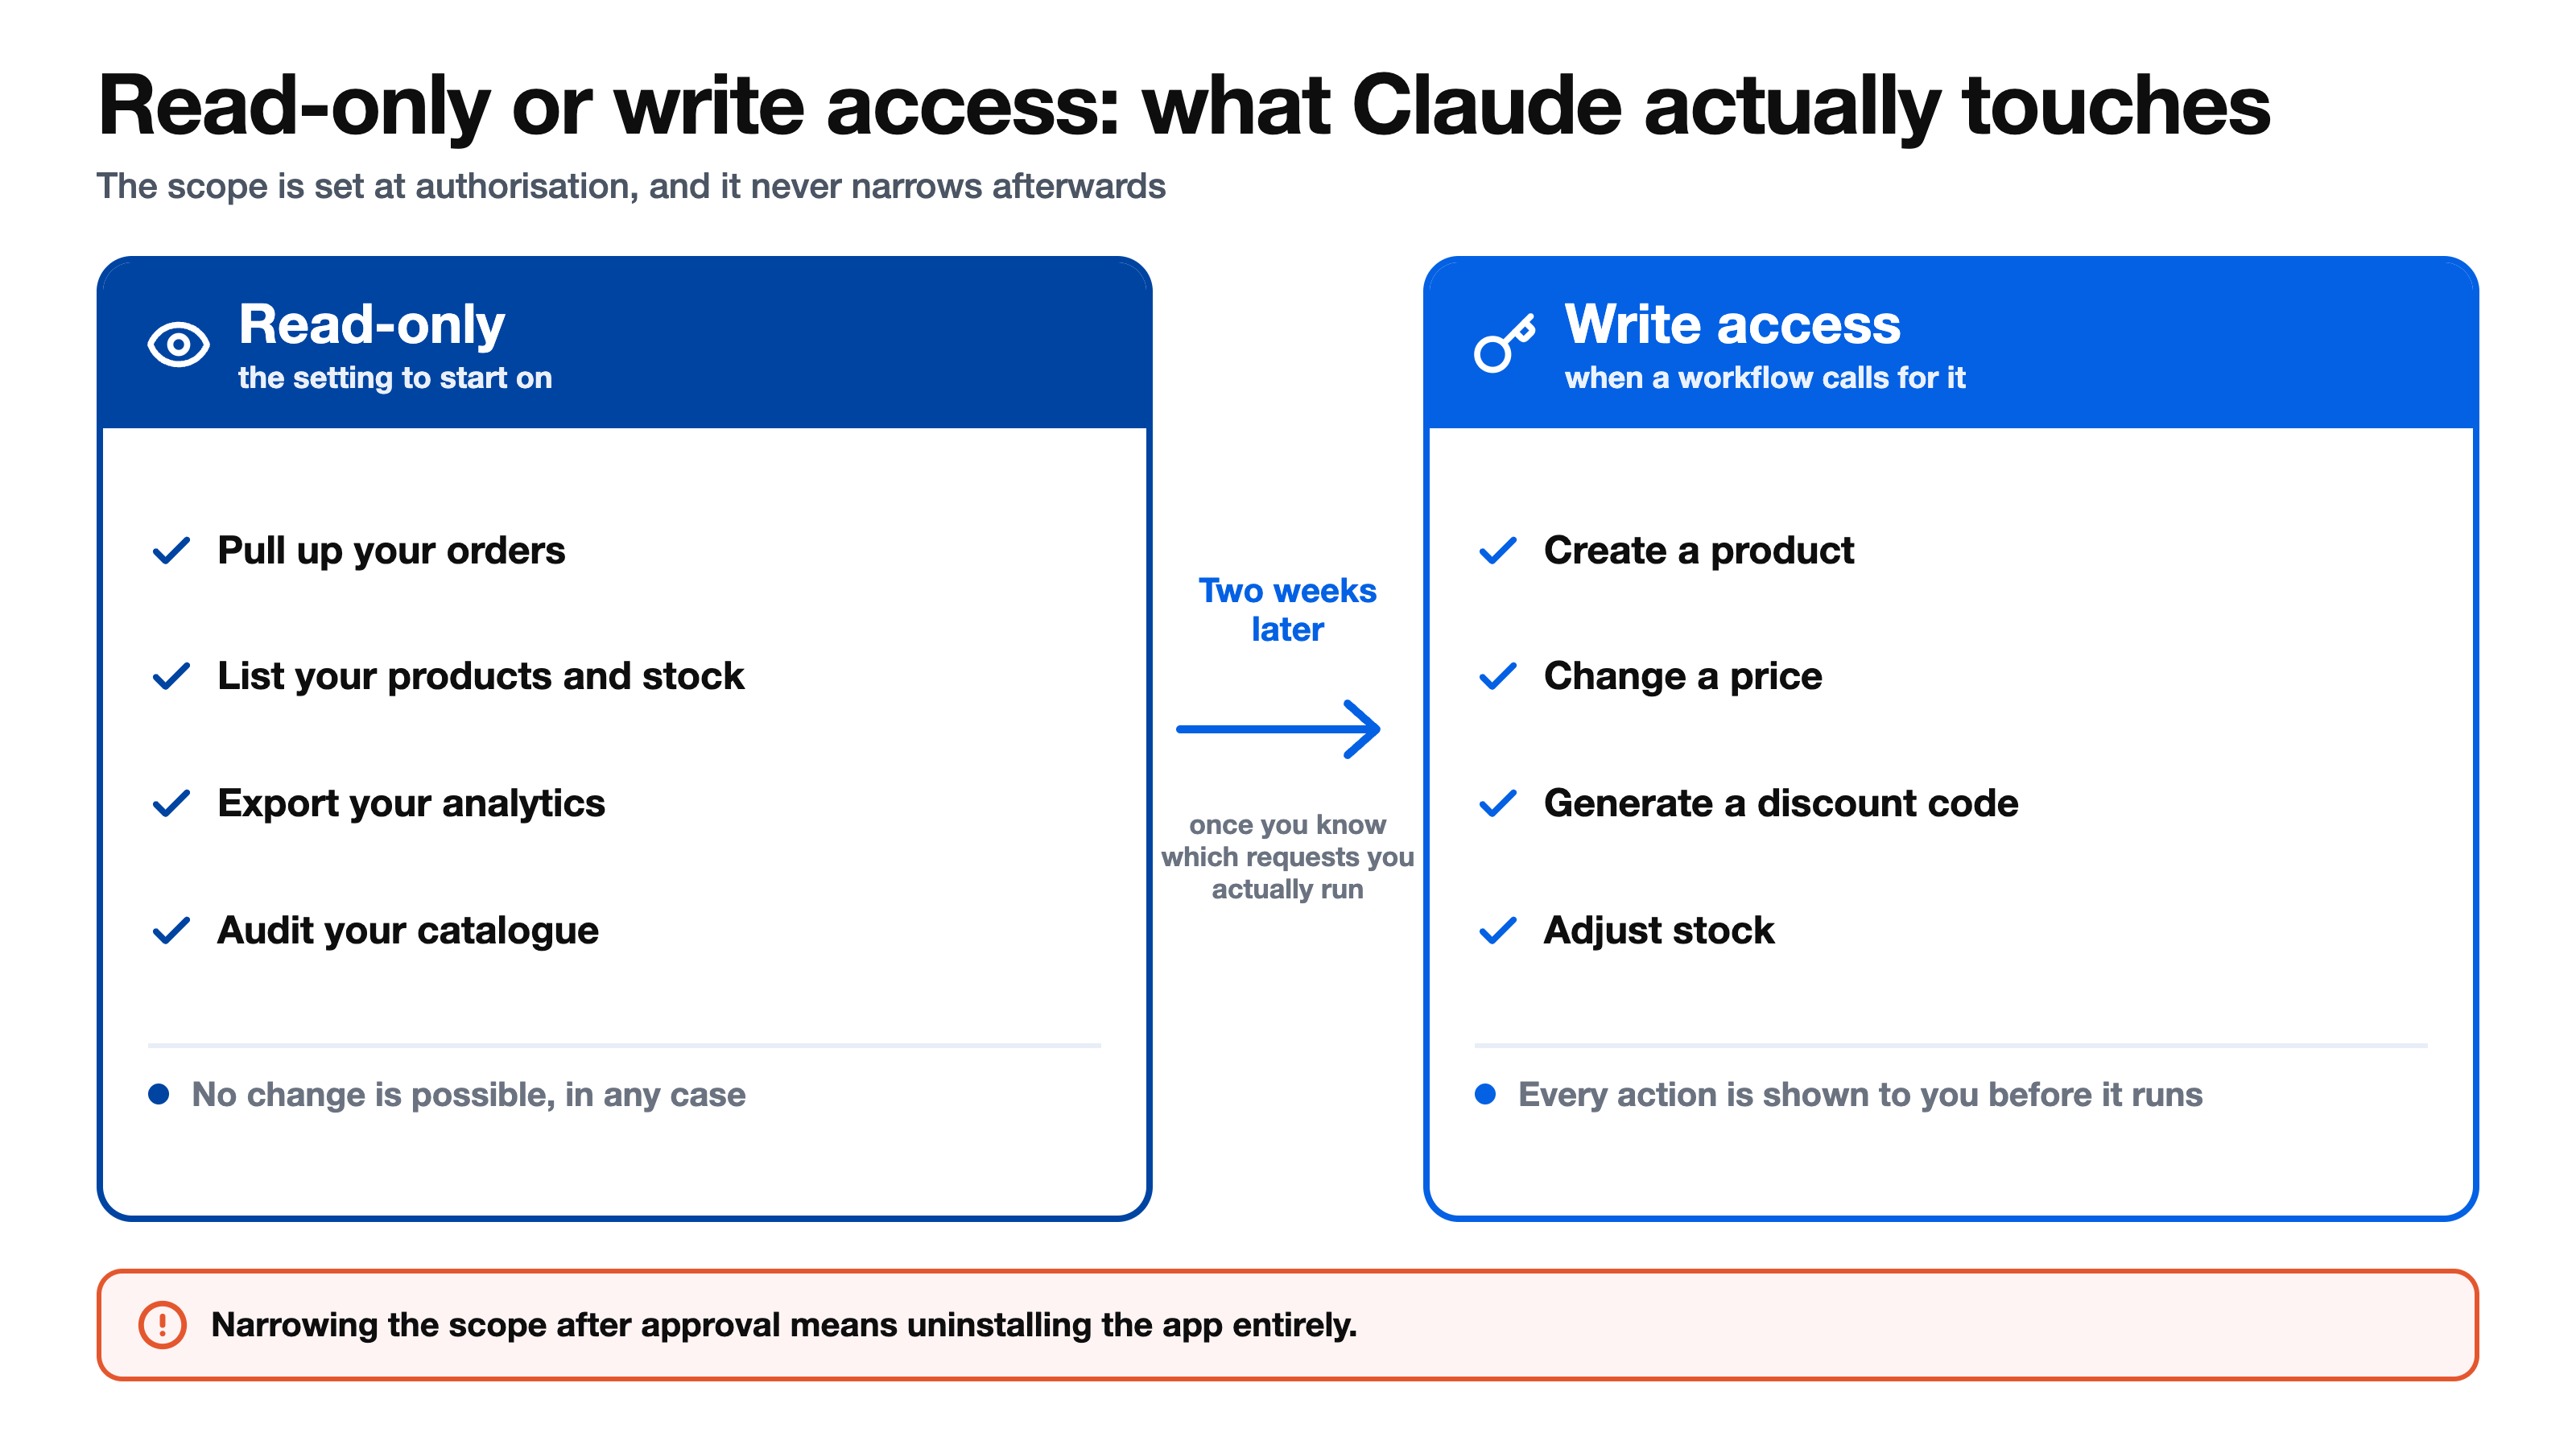 Read-only or write access: what Claude actually touches
The scope is set at authorisation, and it never narrows afterwards
Read-only
the setting to start on
Pull up your orders
List your products and stock
Export your analytics
Audit your catalogue
No change is possible, in any case
Two weeks
later
once you know
which requests you
actually run
Write access
when a workflow calls for it
Create a product
Change a price
Generate a discount code
Adjust stock
Every action is shown to you before it runs
Narrowing the scope after approval means uninstalling the app entirely.